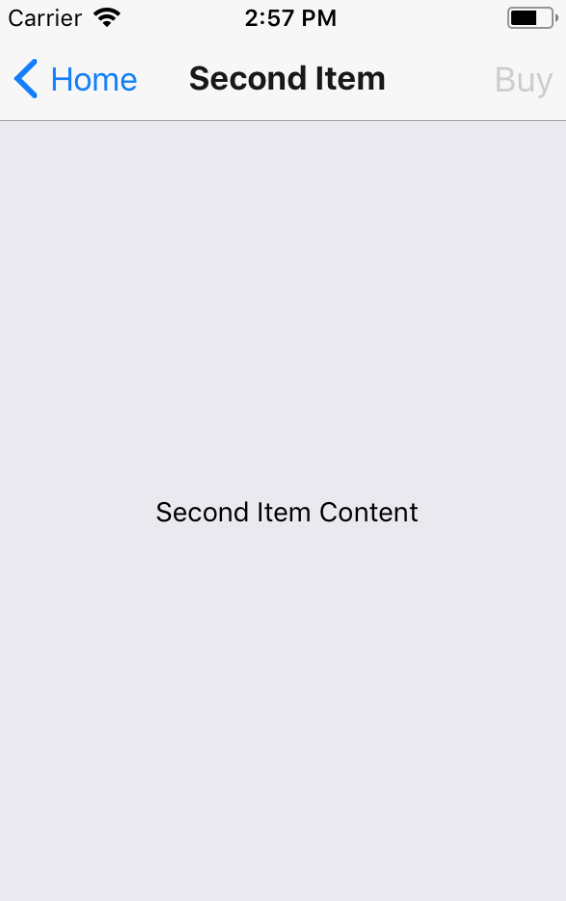 Carrier 2:57 PM
Home Second Item Buy
Second Item Content